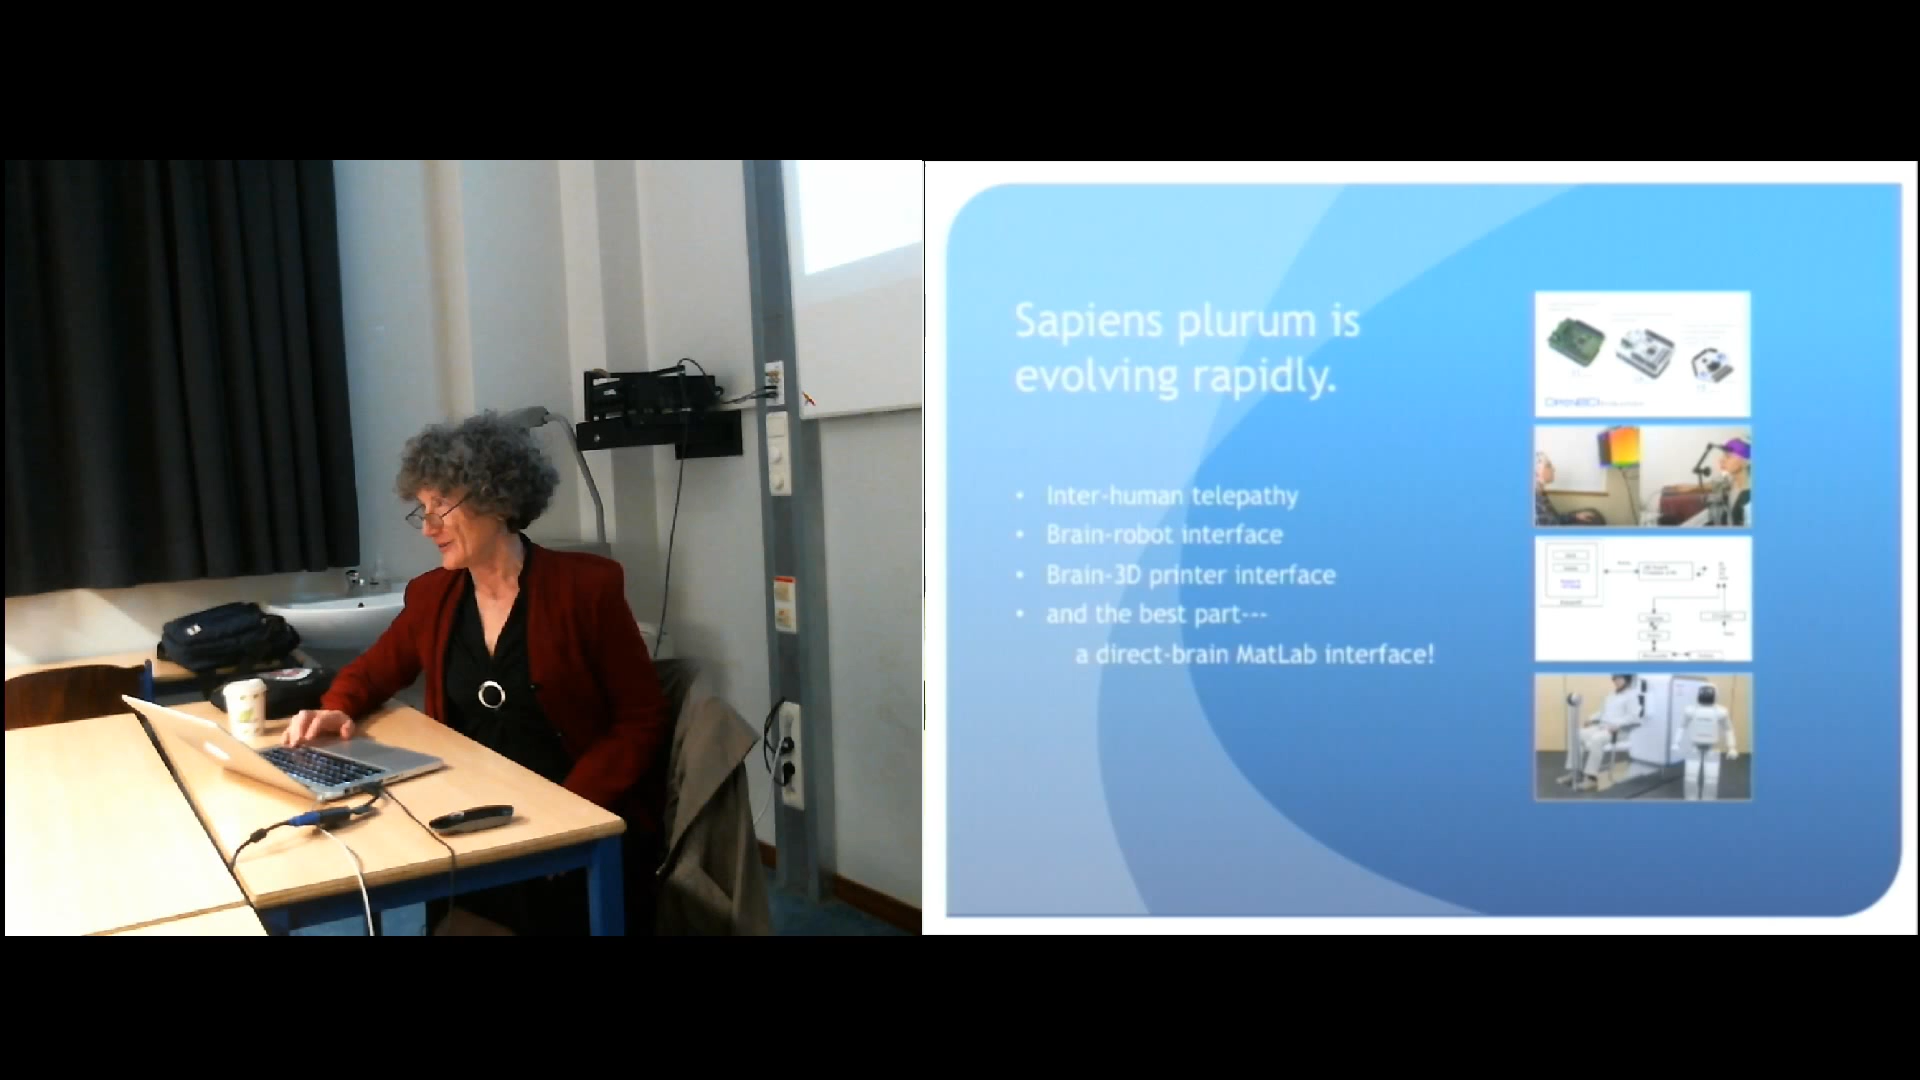 Sapiens plurum is
evolving rapidly.
• Inter-human telepathy
• Brain-robot interface
• Brain-3D printer interface
• and the best part---
a direct-brain MatLab interface!